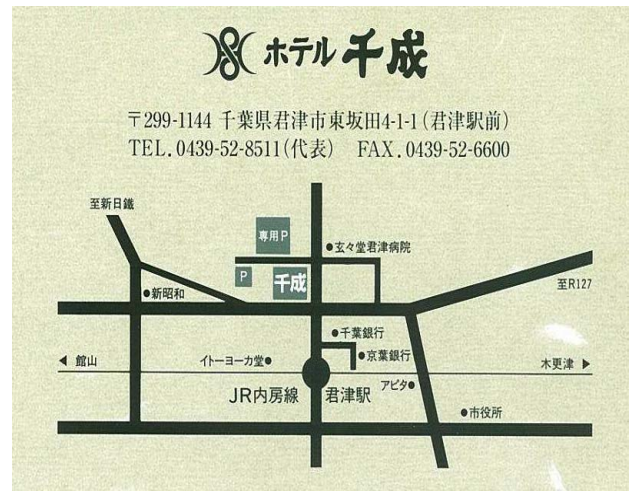 ホテル千成
〒299-1144 千葉県君津市東坂田4-1-1(君津駅前)
TEL.0439-52-8511(代表) FAX.0439-52-6600
至新日鐵
専用P
●玄々堂君津病院
P
千成
●新昭和
至R127
●千葉銀行
●京葉銀行
館山
イトーヨーカ堂●
木更津
JR内房線
君津駅
アピタ●
●市役所